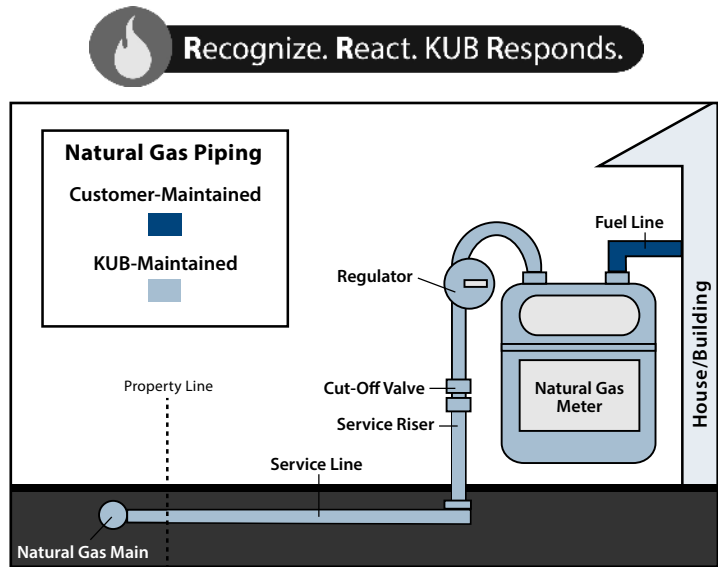 Recognize. React. KUB Responds.
Natural Gas Piping
Customer-Maintained
KUB-Maintained
Fuel Line
Regulator
House/Building
Property Line
Cut-Off Valve
Natural Gas
Meter
Service Riser
Service Line
Natural Gas Main